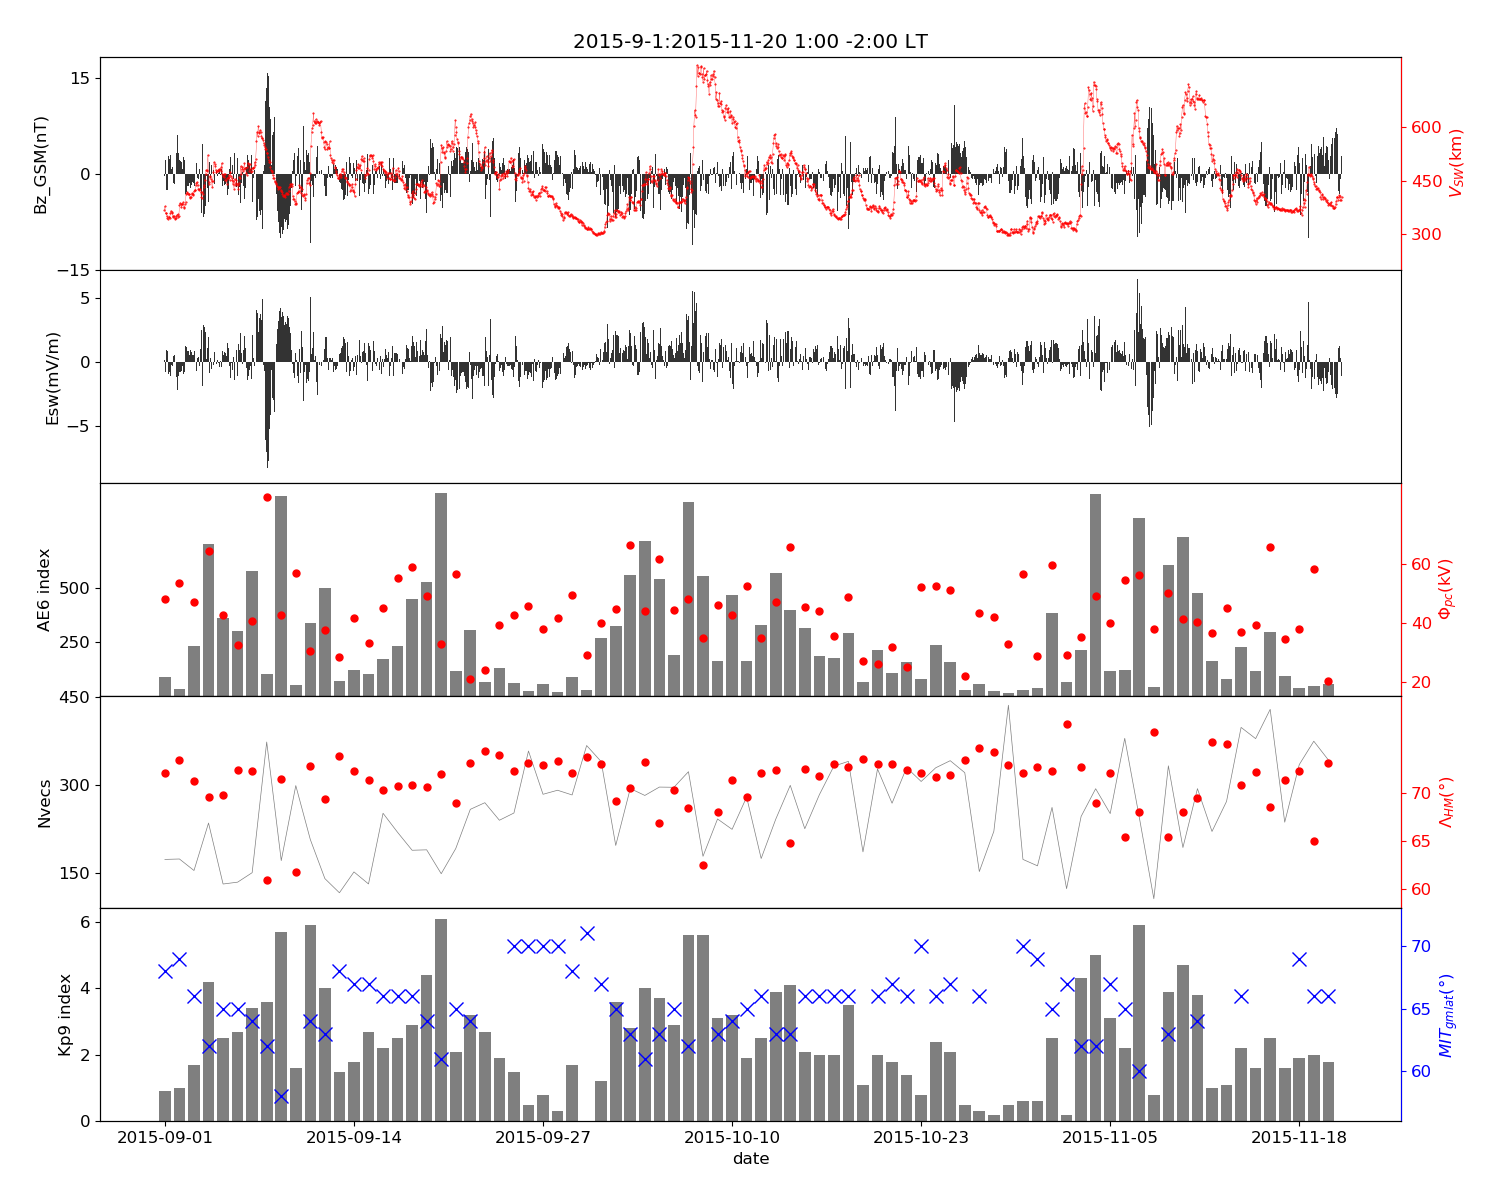 2015-9-1:2015-11-20 1:00 -2:00 LT
15
0
−15
Bz_GSM(nT)
600
450
300
V_SW(km)
5
0
−5
Esw(mV/m)
500
250
AE6 index
60
40
20
Φ_pc(kV)
450
300
150
Nvecs
70
65
60
Λ_HM(°)
6
4
2
0
Kp9 index
70
65
60
MIT_gmlat(°)
2015-09-01 2015-09-14 2015-09-27 2015-10-10 2015-10-23 2015-11-05 2015-11-18
date